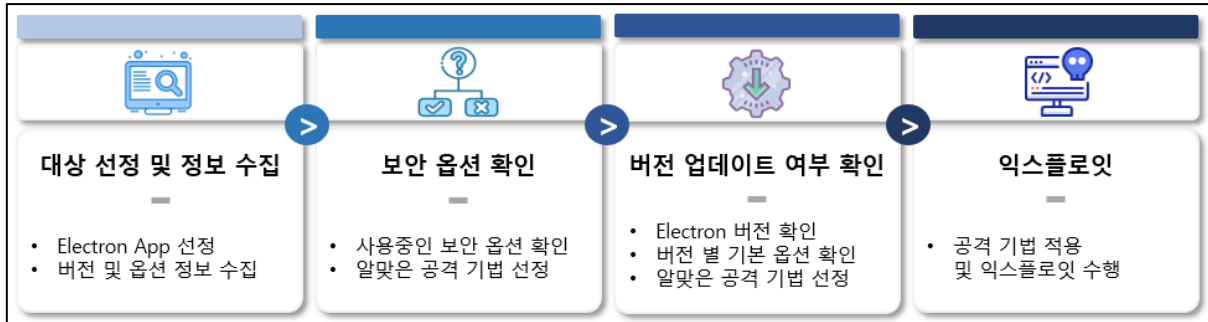 대상 선정 및 정보 수집
• Electron App 선정
• 버전 및 옵션 정보 수집
보안 옵션 확인
• 사용중인 보안 옵션 확인
• 알맞은 공격 기법 선정
버전 업데이트 여부 확인
• Electron 버전 확인
• 버전 별 기본 옵션 확인
• 알맞은 공격 기법 선정
익스플로잇
• 공격 기법 적용
및 익스플로잇 수행